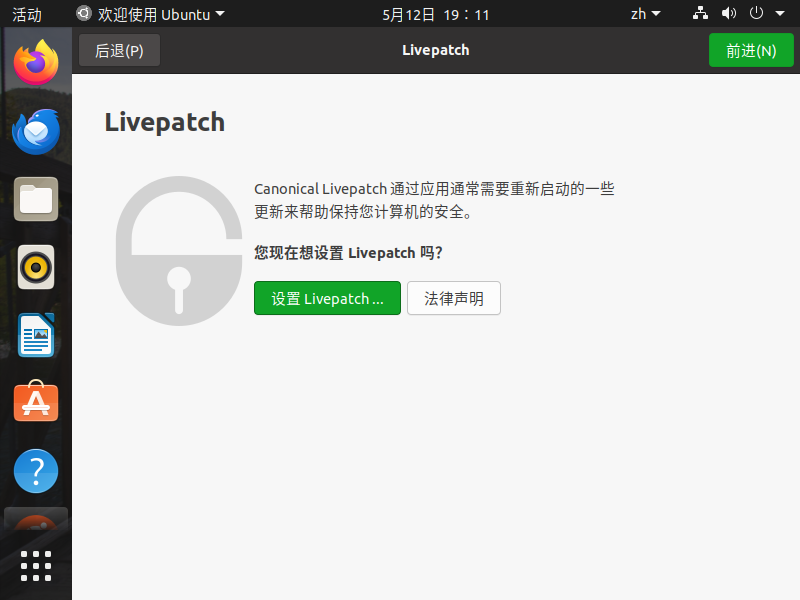 活动 欢迎使用 Ubuntu 5月12日 19：11 zh
后退(P) Livepatch 前进(N)
Livepatch
Canonical Livepatch 通过应用通常需要重新启动的一些
更新来帮助保持您计算机的安全。
您现在想设置 Livepatch 吗?
设置 Livepatch... 法律声明